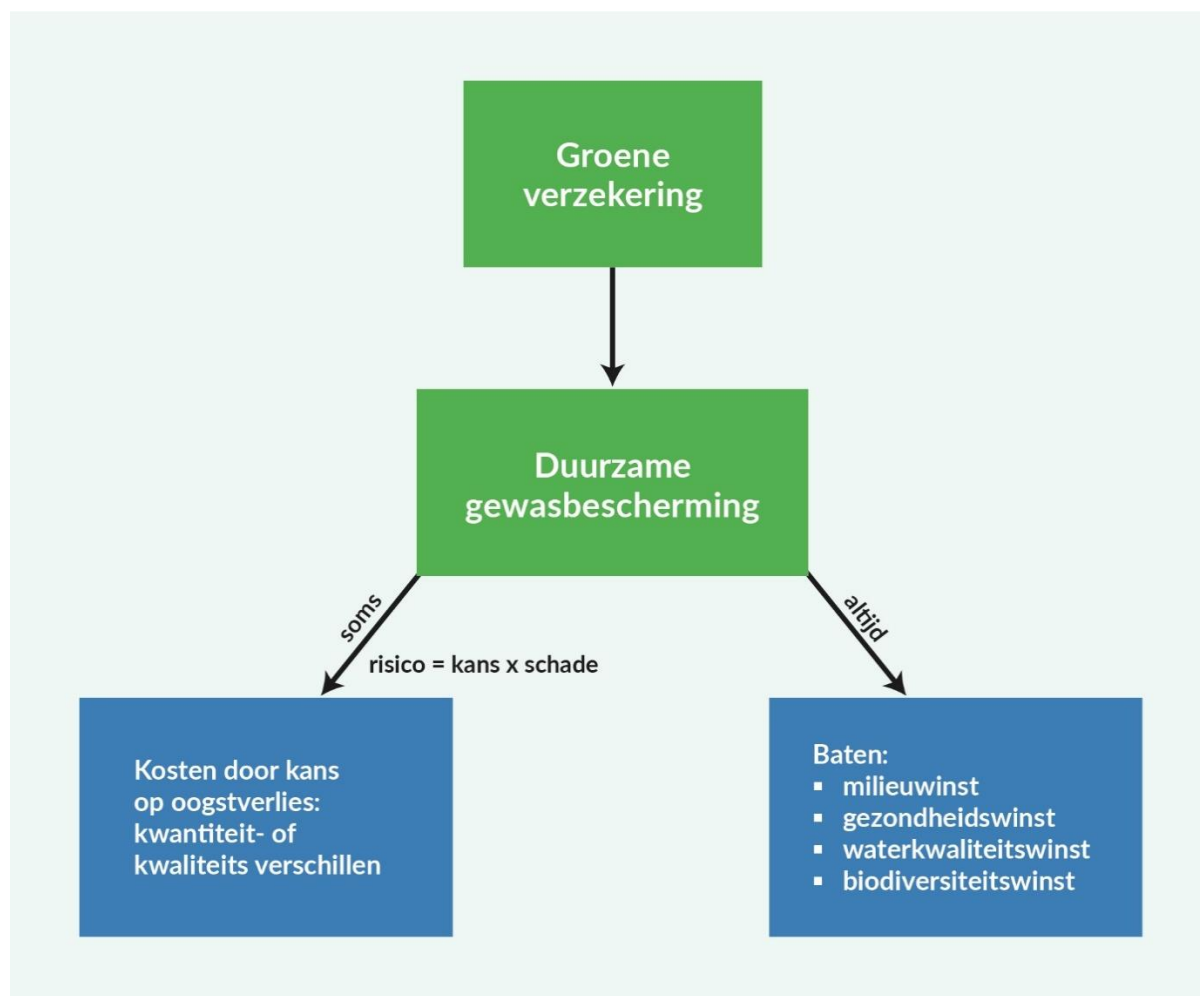 Groene
verzekering
Duurzame
gewasbescherming
soms
altijd
risico = kans x schade
Kosten door kans
op oogstverlies:
kwantiteit- of
kwaliteits verschillen
Baten:
▪ milieuwinst
▪ gezondheidswinst
▪ waterkwaliteitswinst
▪ biodiversiteitswinst